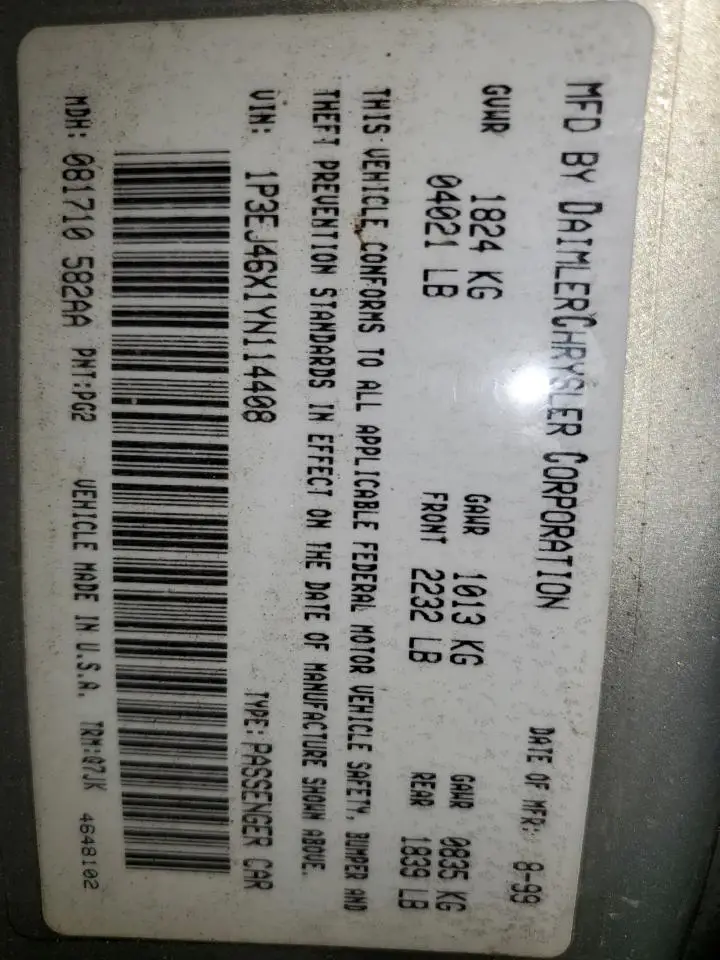 MFD BY DAIMLERCHRYSLER CORPORATION DATE OF MFR: 8-99
GVWR 1824 KG GAWR 1013 KG GAWR 0835 KG
04021 LB FRONT 2232 LB REAR 1839 LB
THIS VEHICLE CONFORMS TO ALL APPLICABLE FEDERAL MOTOR VEHICLE SAFETY, BUMPER AND
THEFT PREVENTION STANDARDS IN EFFECT ON THE DATE OF MANUFACTURE SHOWN ABOVE.
VIN: 1P3EJ46X1YN114408 TYPE: PASSENGER CAR
MDH: 081710 582AA PNT:PG2 VEHICLE MADE IN U.S.A. TRM:Q7JK 4648102